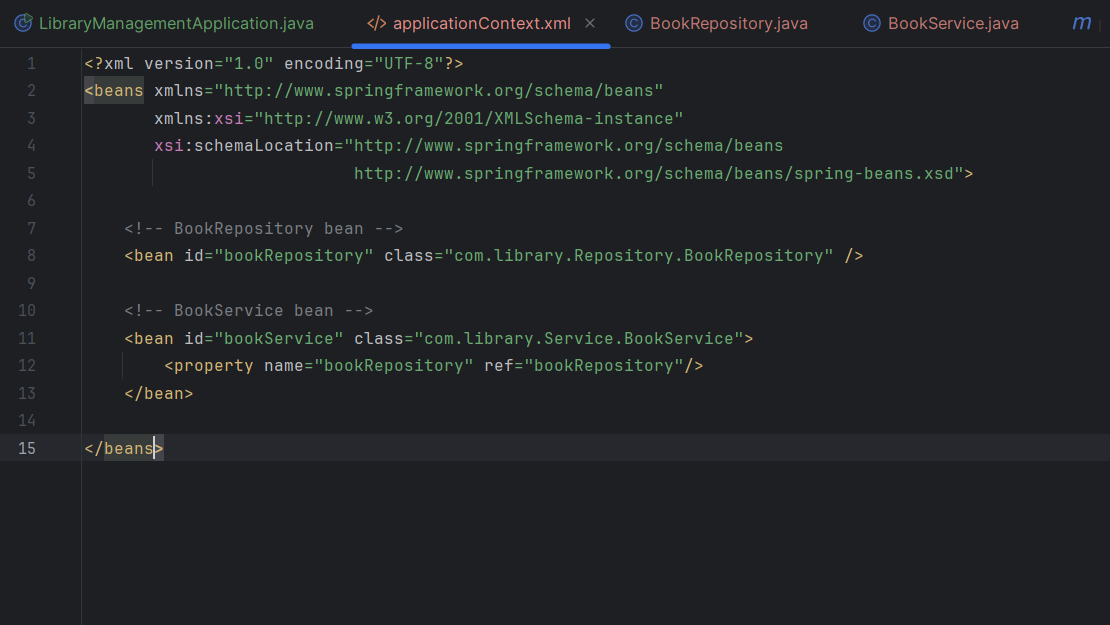 LibraryManagementApplication.java
</> applicationContext.xml
BookRepository.java
BookService.java
m
1 <?xml version="1.0" encoding="UTF-8"?>
2 <beans xmlns="http://www.springframework.org/schema/beans"
3 xmlns:xsi="http://www.w3.org/2001/XMLSchema-instance"
4 xsi:schemaLocation="http://www.springframework.org/schema/beans
5 http://www.springframework.org/schema/beans/spring-beans.xsd">
6
7 <!-- BookRepository bean -->
8 <bean id="bookRepository" class="com.library.Repository.BookRepository" />
9
10 <!-- BookService bean -->
11 <bean id="bookService" class="com.library.Service.BookService">
12 <property name="bookRepository" ref="bookRepository"/>
13 </bean>
14
15 </beans>